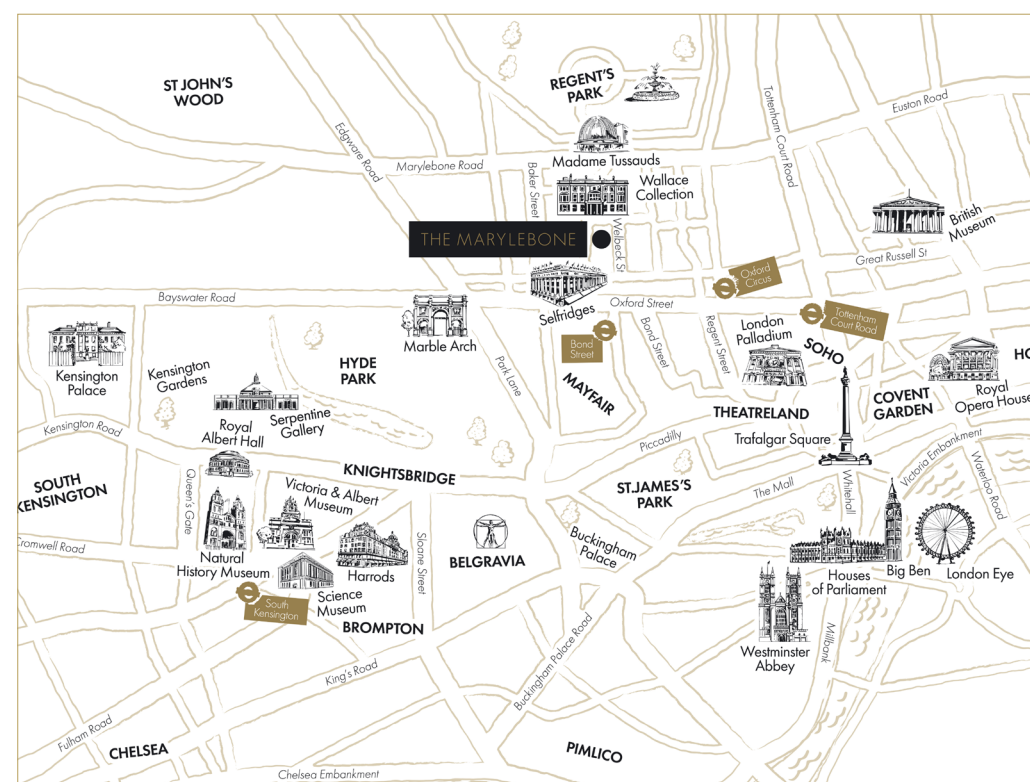 ST JOHN'S
WOOD
REGENT'S
PARK
Tottenham Court Road
Euston Road
Edgware Road
Marylebone Road
Madame Tussauds
Baker Street
Wallace
Collection
British
Museum
THE MARYLEBONE
Welbeck St
Great Russell St
Oxford
Circus
Bayswater Road
Selfridges
Oxford Street
Tottenham
Court Road
Marble Arch
Bond
Street
Bond Street
Regent Street
London
Palladium
SOHO
Kensington
Palace
Kensington
Gardens
HYDE
PARK
Park Lane
MAYFAIR
HO
Royal
Opera House
COVENT
GARDEN
THEATRELAND
Serpentine
Gallery
Royal
Albert Hall
Kensington Road
Piccadilly
Trafalgar Square
Victoria Embankment
Waterloo Road
KNIGHTSBRIDGE
SOUTH
KENSINGTON
Queen's Gate
Victoria & Albert
Museum
ST.JAMES'S
PARK
The Mall
Whitehall
Cromwell Road
Natural
History Museum
Harrods
Sloane Street
BELGRAVIA
Buckingham
Palace
Houses
of Parliament
Big Ben
London Eye
Science
Museum
South
Kensington
BROMPTON
Westminster
Abbey
Millbank
King's Road
Buckingham Palace Road
Fulham Road
CHELSEA
PIMLICO
Chelsea Embankment